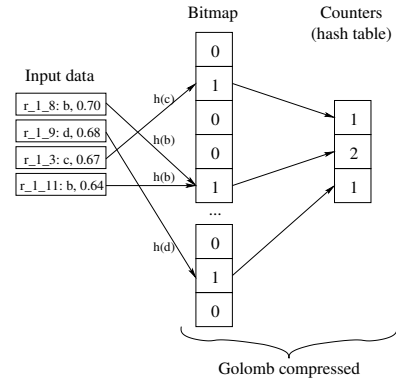 Bitmap
Counters
(hash table)
Input data
r_1_8: b, 0.70
r_1_9: d, 0.68
r_1_3: c, 0.67
r_1_11: b, 0.64
h(c)
h(b)
h(b)
h(d)
0
1
0
0
1
...
0
1
0
1
2
1
Golomb compressed